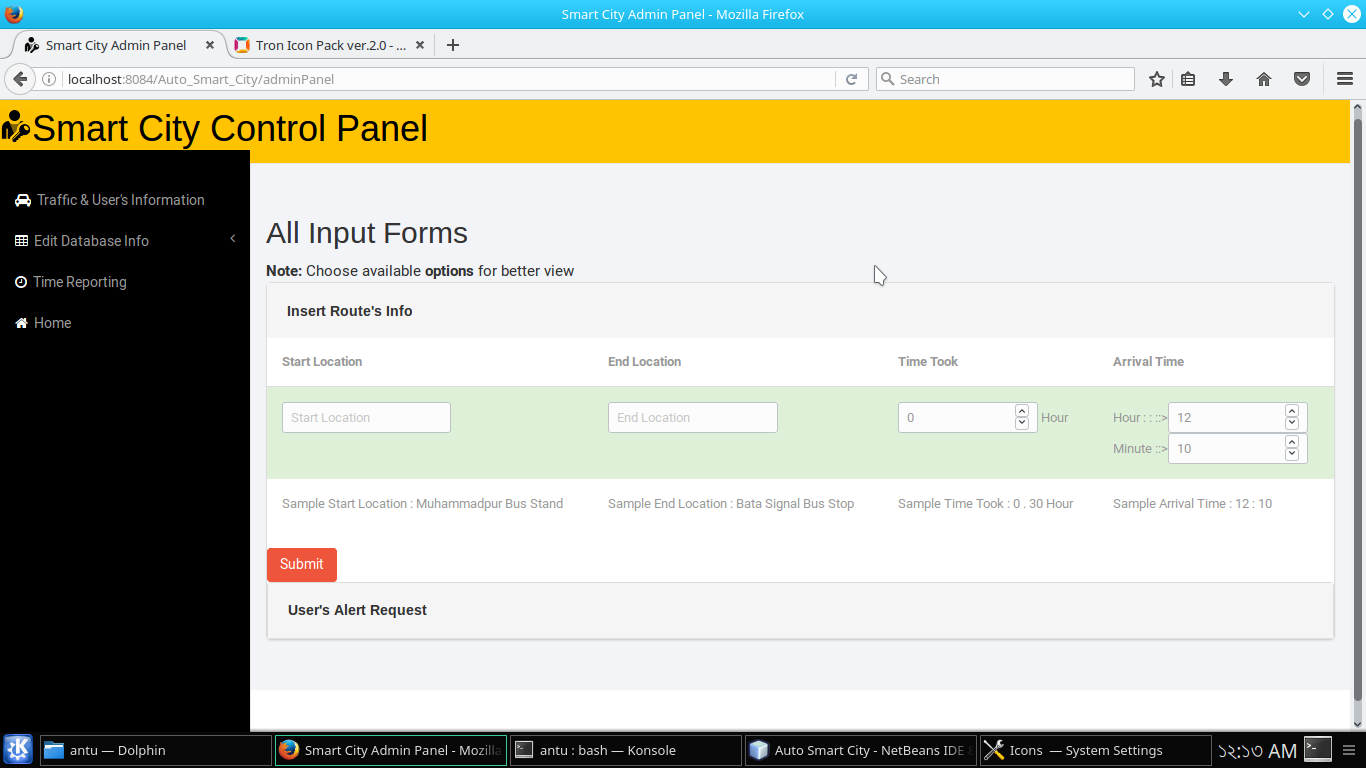 Smart City Admin Panel - Mozilla Firefox
Smart City Admin Panel
Tron Icon Pack ver.2.0 - ...
localhost:8084/Auto_Smart_City/adminPanel
Search
Smart City Control Panel
Traffic & User's Information
Edit Database Info
Time Reporting
Home
All Input Forms
Note: Choose available options for better view
Insert Route's Info
Start Location End Location Time Took Arrival Time
Start Location End Location 0 Hour Hour : : ::> 12
Minute ::> 10
Sample Start Location : Muhammadpur Bus Stand Sample End Location : Bata Signal Bus Stop Sample Time Took : 0 . 30 Hour Sample Arrival Time : 12 : 10
Submit
User's Alert Request
antu — Dolphin Smart City Admin Panel - Mozilla antu : bash — Konsole Auto Smart City - NetBeans IDE Icons — System Settings ১২:১৩ AM